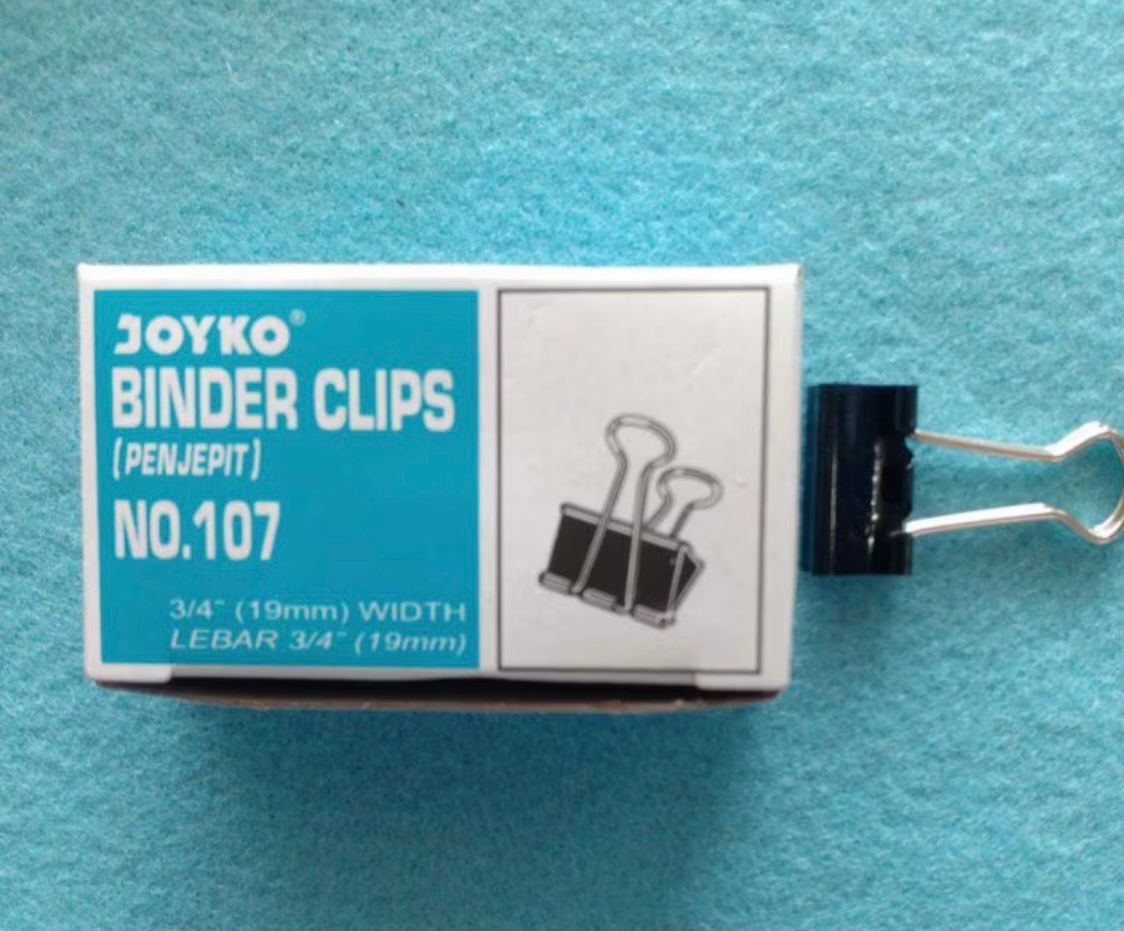 JOYKO®
BINDER CLIPS
(PENJEPIT)
NO.107
3/4" (19mm) WIDTH
LEBAR 3/4" (19mm)